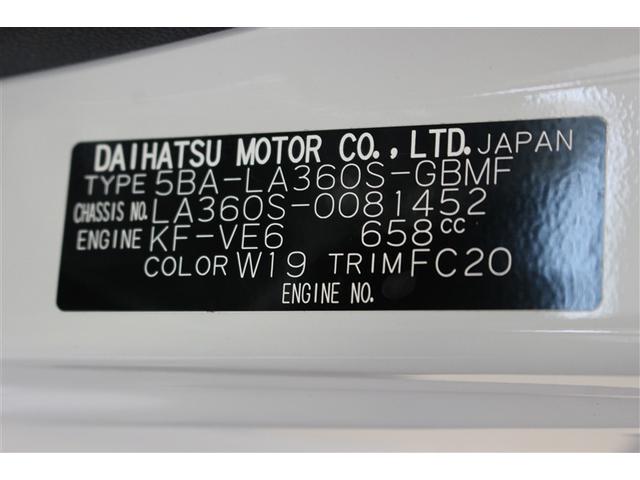 DAIHATSU MOTOR CO., LTD. JAPAN
TYPE 5BA-LA360S-GBMF
CHASSIS NO. LA360S-0081452
ENGINE KF-VE6 658cc
COLOR W19 TRIM FC20
ENGINE NO.